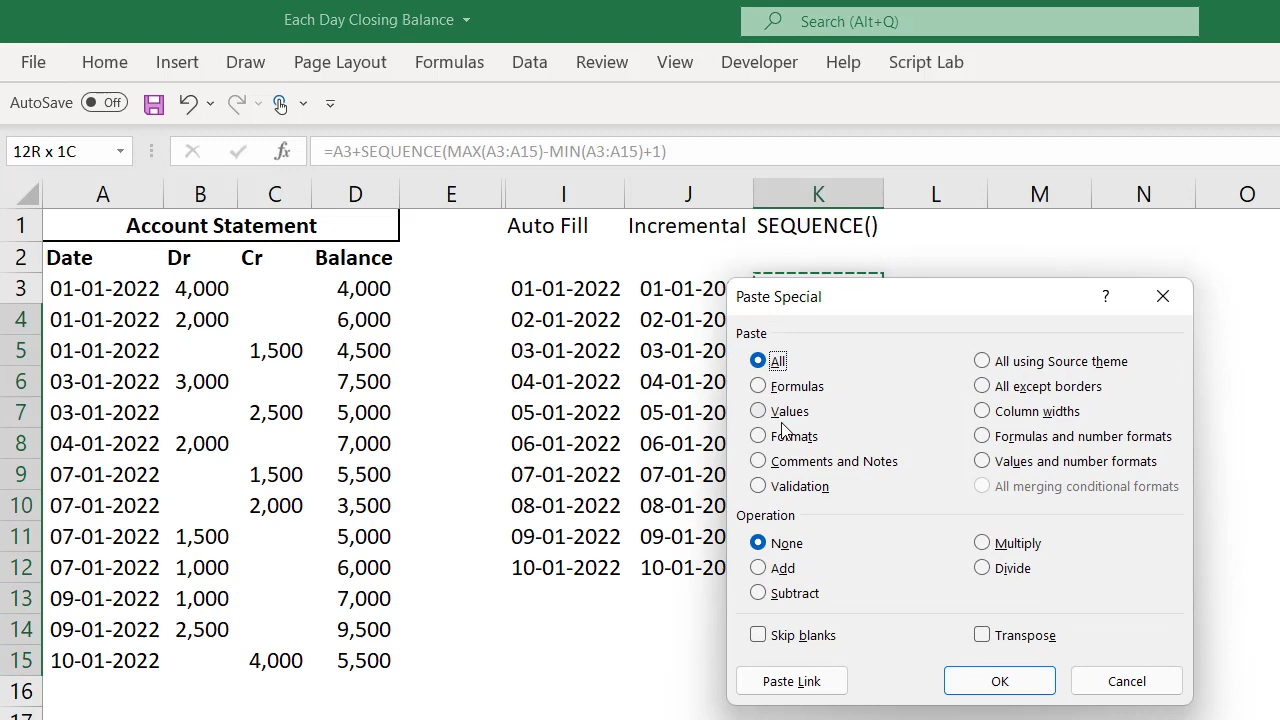 Each Day Closing Balance
Search (Alt+Q)
File Home Insert Draw Page Layout Formulas Data Review View Developer Help Script Lab
AutoSave Off
12R x 1C fx =A3+SEQUENCE(MAX(A3:A15)-MIN(A3:A15)+1)
A B C D E I J K L M N O
1 Account Statement Auto Fill Incremental SEQUENCE()
2 Date Dr Cr Balance
3 01-01-2022 4,000 4,000 01-01-2022 01-01-20
4 01-01-2022 2,000 6,000 02-01-2022 02-01-20
5 01-01-2022 1,500 4,500 03-01-2022 03-01-20
6 03-01-2022 3,000 7,500 04-01-2022 04-01-20
7 03-01-2022 2,500 5,000 05-01-2022 05-01-20
8 04-01-2022 2,000 7,000 06-01-2022 06-01-20
9 07-01-2022 1,500 5,500 07-01-2022 07-01-20
10 07-01-2022 2,000 3,500 08-01-2022 08-01-20
11 07-01-2022 1,500 5,000 09-01-2022 09-01-20
12 07-01-2022 1,000 6,000 10-01-2022 10-01-20
13 09-01-2022 1,000 7,000
14 09-01-2022 2,500 9,500
15 10-01-2022 4,000 5,500
16
17
Paste Special ?
Paste
All All using Source theme
Formulas All except borders
Values Column widths
Formats Formulas and number formats
Comments and Notes Values and number formats
Validation All merging conditional formats
Operation
None Multiply
Add Divide
Subtract
Skip blanks Transpose
Paste Link OK Cancel